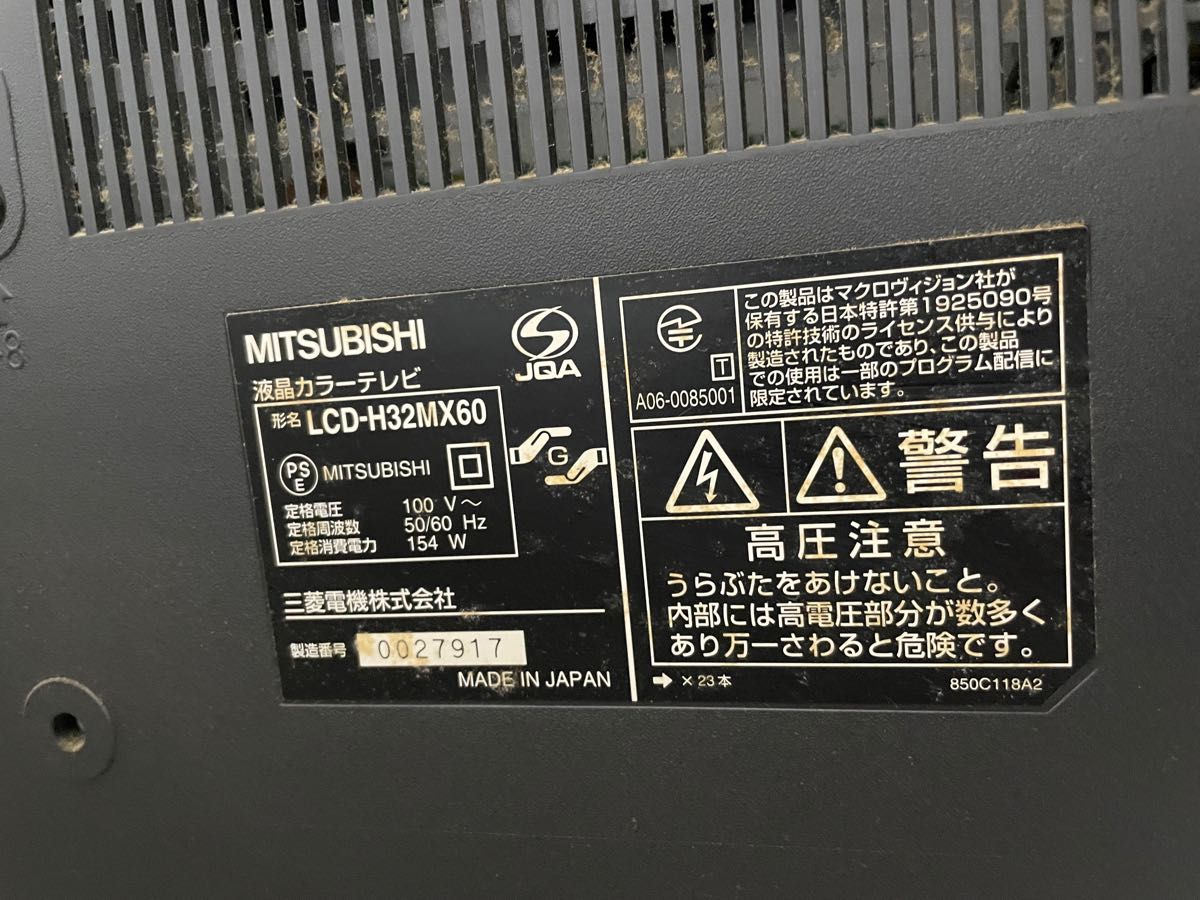 MITSUBISHI
JQA
液晶カラーテレビ
形名 LCD-H32MX60
PS
E
MITSUBISHI
定格電圧 100 V～
定格周波数 50/60 Hz
定格消費電力 154 W
G
三菱電機株式会社
製造番号 0027917
MADE IN JAPAN
T
A06-0085001
この製品はマクロヴィジョン社が
保有する日本特許第1925090号
の特許技術のライセンス供与により
製造されたものであり、この製品
での使用は一部のプログラム配信に
限定されています。
警告
高圧注意
うらぶたをあけないこと。
内部には高電圧部分が数多く
あり万一さわると危険です。
➡ × 23本
850C118A2